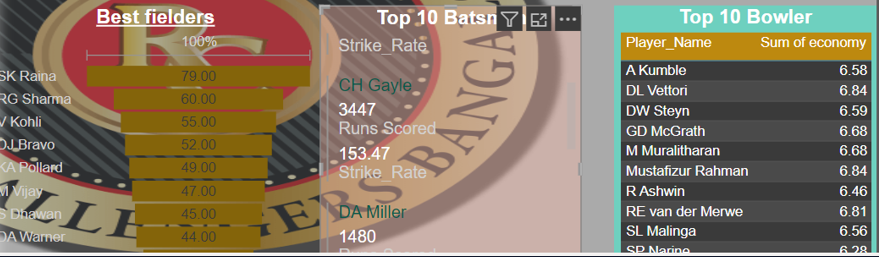 Best fielders
100%
SK Raina 79.00
RG Sharma 60.00
V Kohli 55.00
DJ Bravo 52.00
KA Pollard 49.00
M Vijay 47.00
S Dhawan 45.00
DA Warner 44.00
Top 10 Batsm
Strike_Rate
CH Gayle
3447
Runs Scored
153.47
Strike_Rate
DA Miller
1480
Runs Scored
Top 10 Bowler
Player_Name Sum of economy
A Kumble 6.58
DL Vettori 6.84
DW Steyn 6.59
GD McGrath 6.68
M Muralitharan 6.68
Mustafizur Rahman 6.84
R Ashwin 6.46
RE van der Merwe 6.81
SL Malinga 6.56
SP Narine 6.28